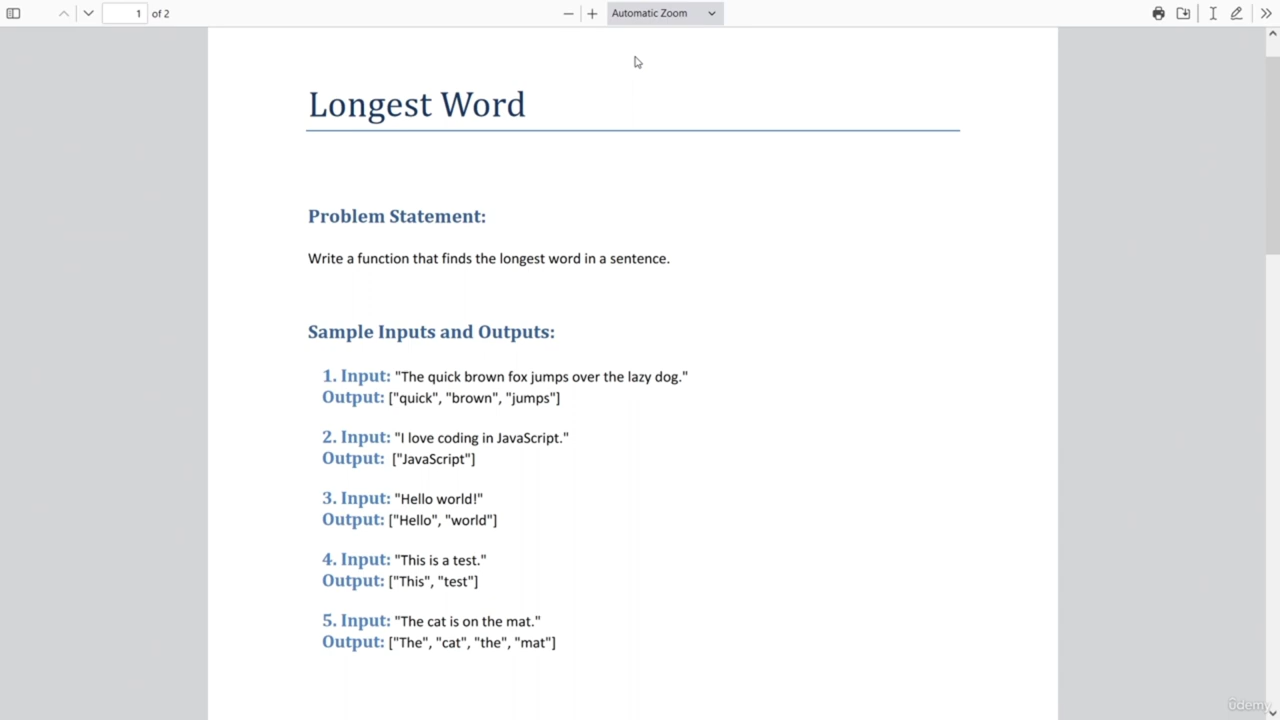 1 of 2 Automatic Zoom
Longest Word
Problem Statement:
Write a function that finds the longest word in a sentence.
Sample Inputs and Outputs:
1. Input: "The quick brown fox jumps over the lazy dog."
Output: ["quick", "brown", "jumps"]
2. Input: "I love coding in JavaScript."
Output: ["JavaScript"]
3. Input: "Hello world!"
Output: ["Hello", "world"]
4. Input: "This is a test."
Output: ["This", "test"]
5. Input: "The cat is on the mat."
Output: ["The", "cat", "the", "mat"]
ûdemy